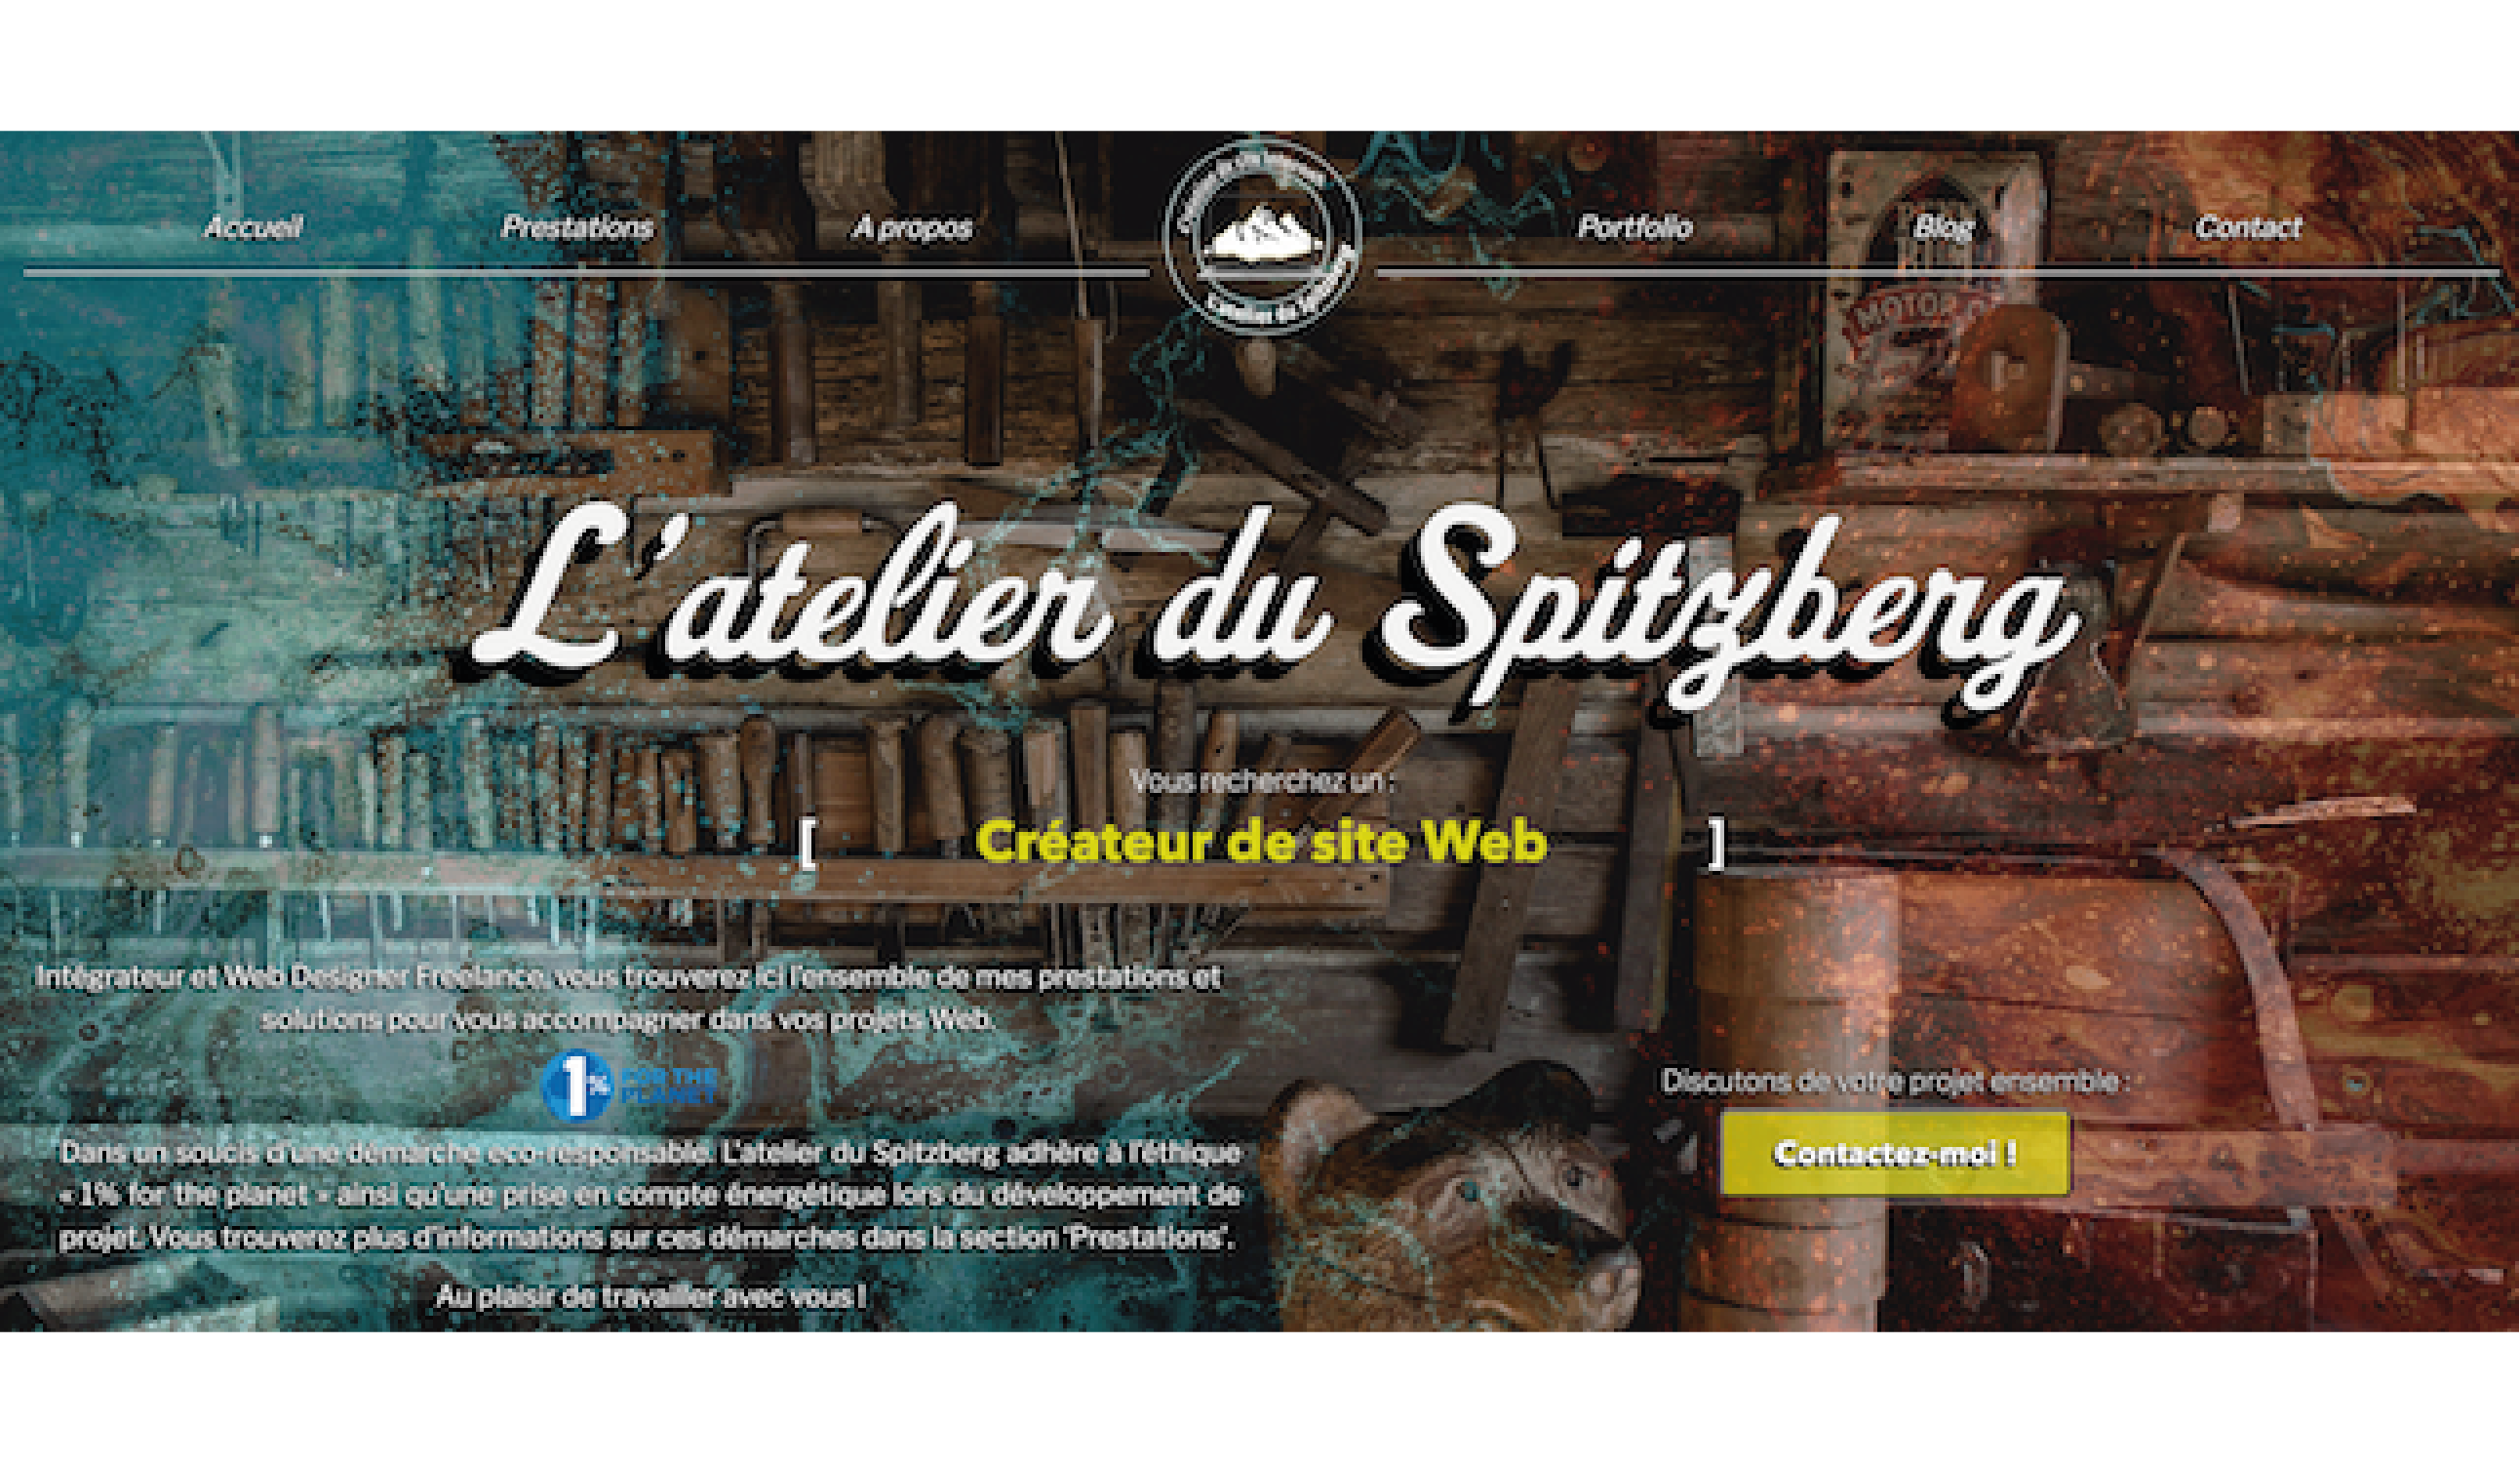 Accueil
Prestations
A propos
L'atelier du Spitzberg
Portfolio
Blog
Contact
MOTOR
L'atelier du Spitzberg
Vous recherchez un :
[ Créateur de site Web ]
Intégrateur et Web Designer Freelance, vous trouverez ici l'ensemble de mes prestations et
solutions pour vous accompagner dans vos projets Web.
1% FOR THE
PLANET
Dans un soucis d'une démarche eco-responsable. L'atelier du Spitzberg adhère à l'éthique
« 1% for the planet » ainsi qu'une prise en compte énergétique lors du développement de
projet. Vous trouverez plus d'informations sur ces démarches dans la section 'Prestations'.
Au plaisir de travailler avec vous !
Discutons de votre projet ensemble :
Contactez-moi !